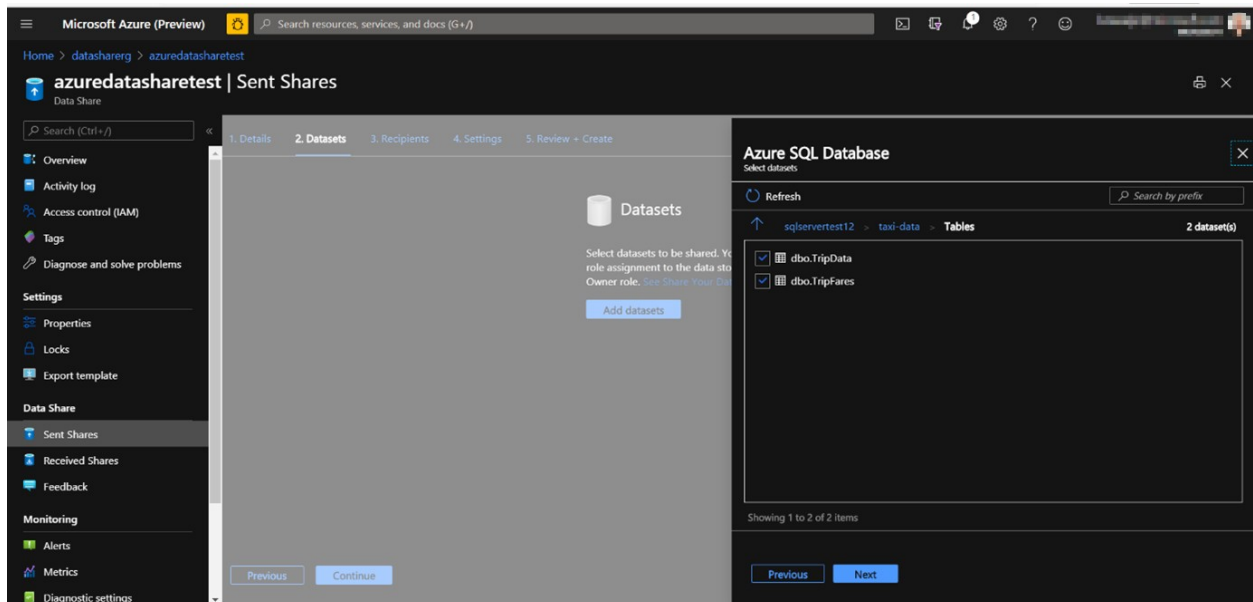 Microsoft Azure (Preview)
Search resources, services, and docs (G+/)
1
?
Home > datasharerg > azuredatasharetest
azuredatasharetest | Sent Shares
Data Share
Search (Ctrl+/)
«
Overview
Activity log
Access control (IAM)
Tags
Diagnose and solve problems
Settings
Properties
Locks
Export template
Data Share
Sent Shares
Received Shares
Feedback
Monitoring
Alerts
Metrics
Diagnostic settings
1. Details 2. Datasets 3. Recipients 4. Settings 5. Review + Create
Datasets
Select datasets to be shared.
role assignment to the data
Owner role. See Share Your
Add datasets
Previous Continue
Azure SQL Database
Select datasets
Refresh
Search by prefix
sqlservertest12 > taxi-data > Tables
2 dataset(s)
dbo.TripData
dbo.TripFares
Showing 1 to 2 of 2 items
Previous Next